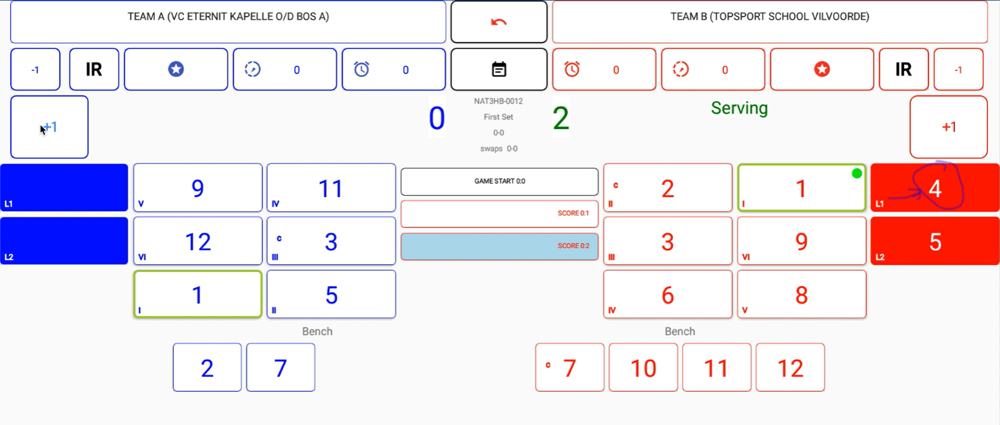 TEAM A (VC ETERNIT KAPELLE O/D BOS A)
TEAM B (TOPSPORT SCHOOL VILVOORDE)
-1 IR 0 0
0 0 IR -1
+1 0
NAT3HB-0012
First Set
0-0
swaps 0-0
2 Serving +1
L1 V 9 IV 11
GAME START 0:0
SCORE 0:1
SCORE 0:2
C 2 II 1 I L1 4
L2 VI 12 C 3 III
3 III 9 VI L2 5
1 I 5 II
6 IV 8 V
Bench
2 7
Bench
C 7 10 11 12